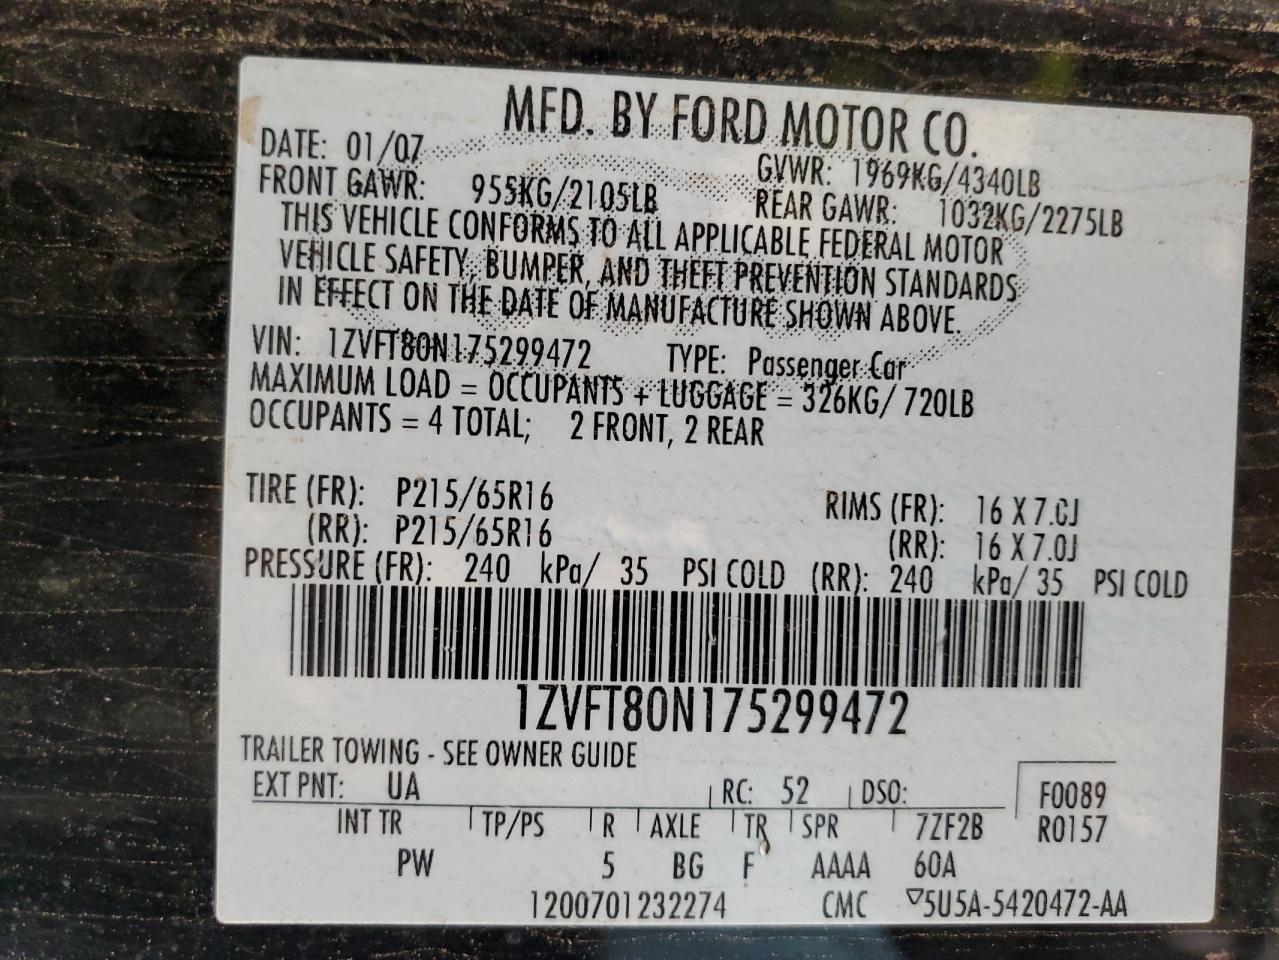 MFD. BY FORD MOTOR CO.
DATE: 01/07 GVWR: 1969KG/4340LB
FRONT GAWR: 955KG/2105LB REAR GAWR: 1032KG/2275LB
THIS VEHICLE CONFORMS TO ALL APPLICABLE FEDERAL MOTOR
VEHICLE SAFETY, BUMPER, AND THEFT PREVENTION STANDARDS
IN EFFECT ON THE DATE OF MANUFACTURE SHOWN ABOVE.
VIN: 1ZVFT80N175299472 TYPE: Passenger Car
MAXIMUM LOAD = OCCUPANTS + LUGGAGE = 326KG/ 720LB
OCCUPANTS = 4 TOTAL; 2 FRONT, 2 REAR
TIRE (FR): P215/65R16 RIMS (FR): 16 X 7.0J
(RR): P215/65R16 (RR): 16 X 7.0J
PRESSURE (FR): 240 kPa/ 35 PSI COLD (RR): 240 kPa/ 35 PSI COLD
1ZVFT80N175299472
TRAILER TOWING - SEE OWNER GUIDE
EXT PNT: UA RC: 52 DSO: F0089
INT TR TP/PS R AXLE TR SPR 7ZF2B R0157
PW 5 BG F AAAA 60A
1200701232274 CMC ▽5U5A-5420472-AA